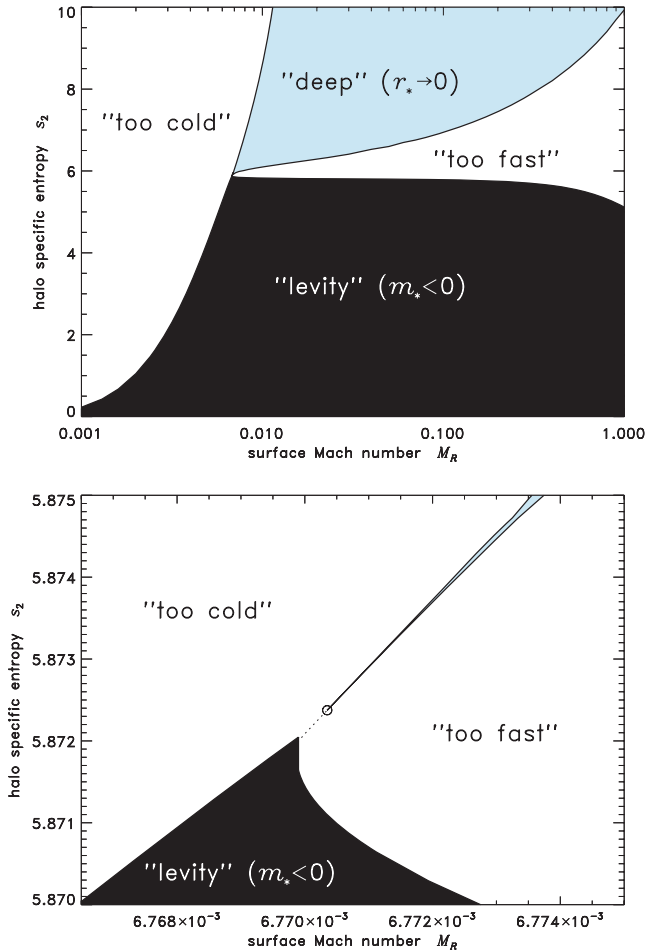 10
8
6
4
2
0
halo specific entropy s₂
"too cold"
"deep" (r*→0)
"too fast"
"levity" (m*<0)
0.001 0.010 0.100 1.000
surface Mach number M_R
5.875
5.874
5.873
5.872
5.871
5.870
halo specific entropy s₂
"too cold"
"too fast"
"levity" (m*<0)
6.768×10⁻³ 6.770×10⁻³ 6.772×10⁻³ 6.774×10⁻³
surface Mach number M_R